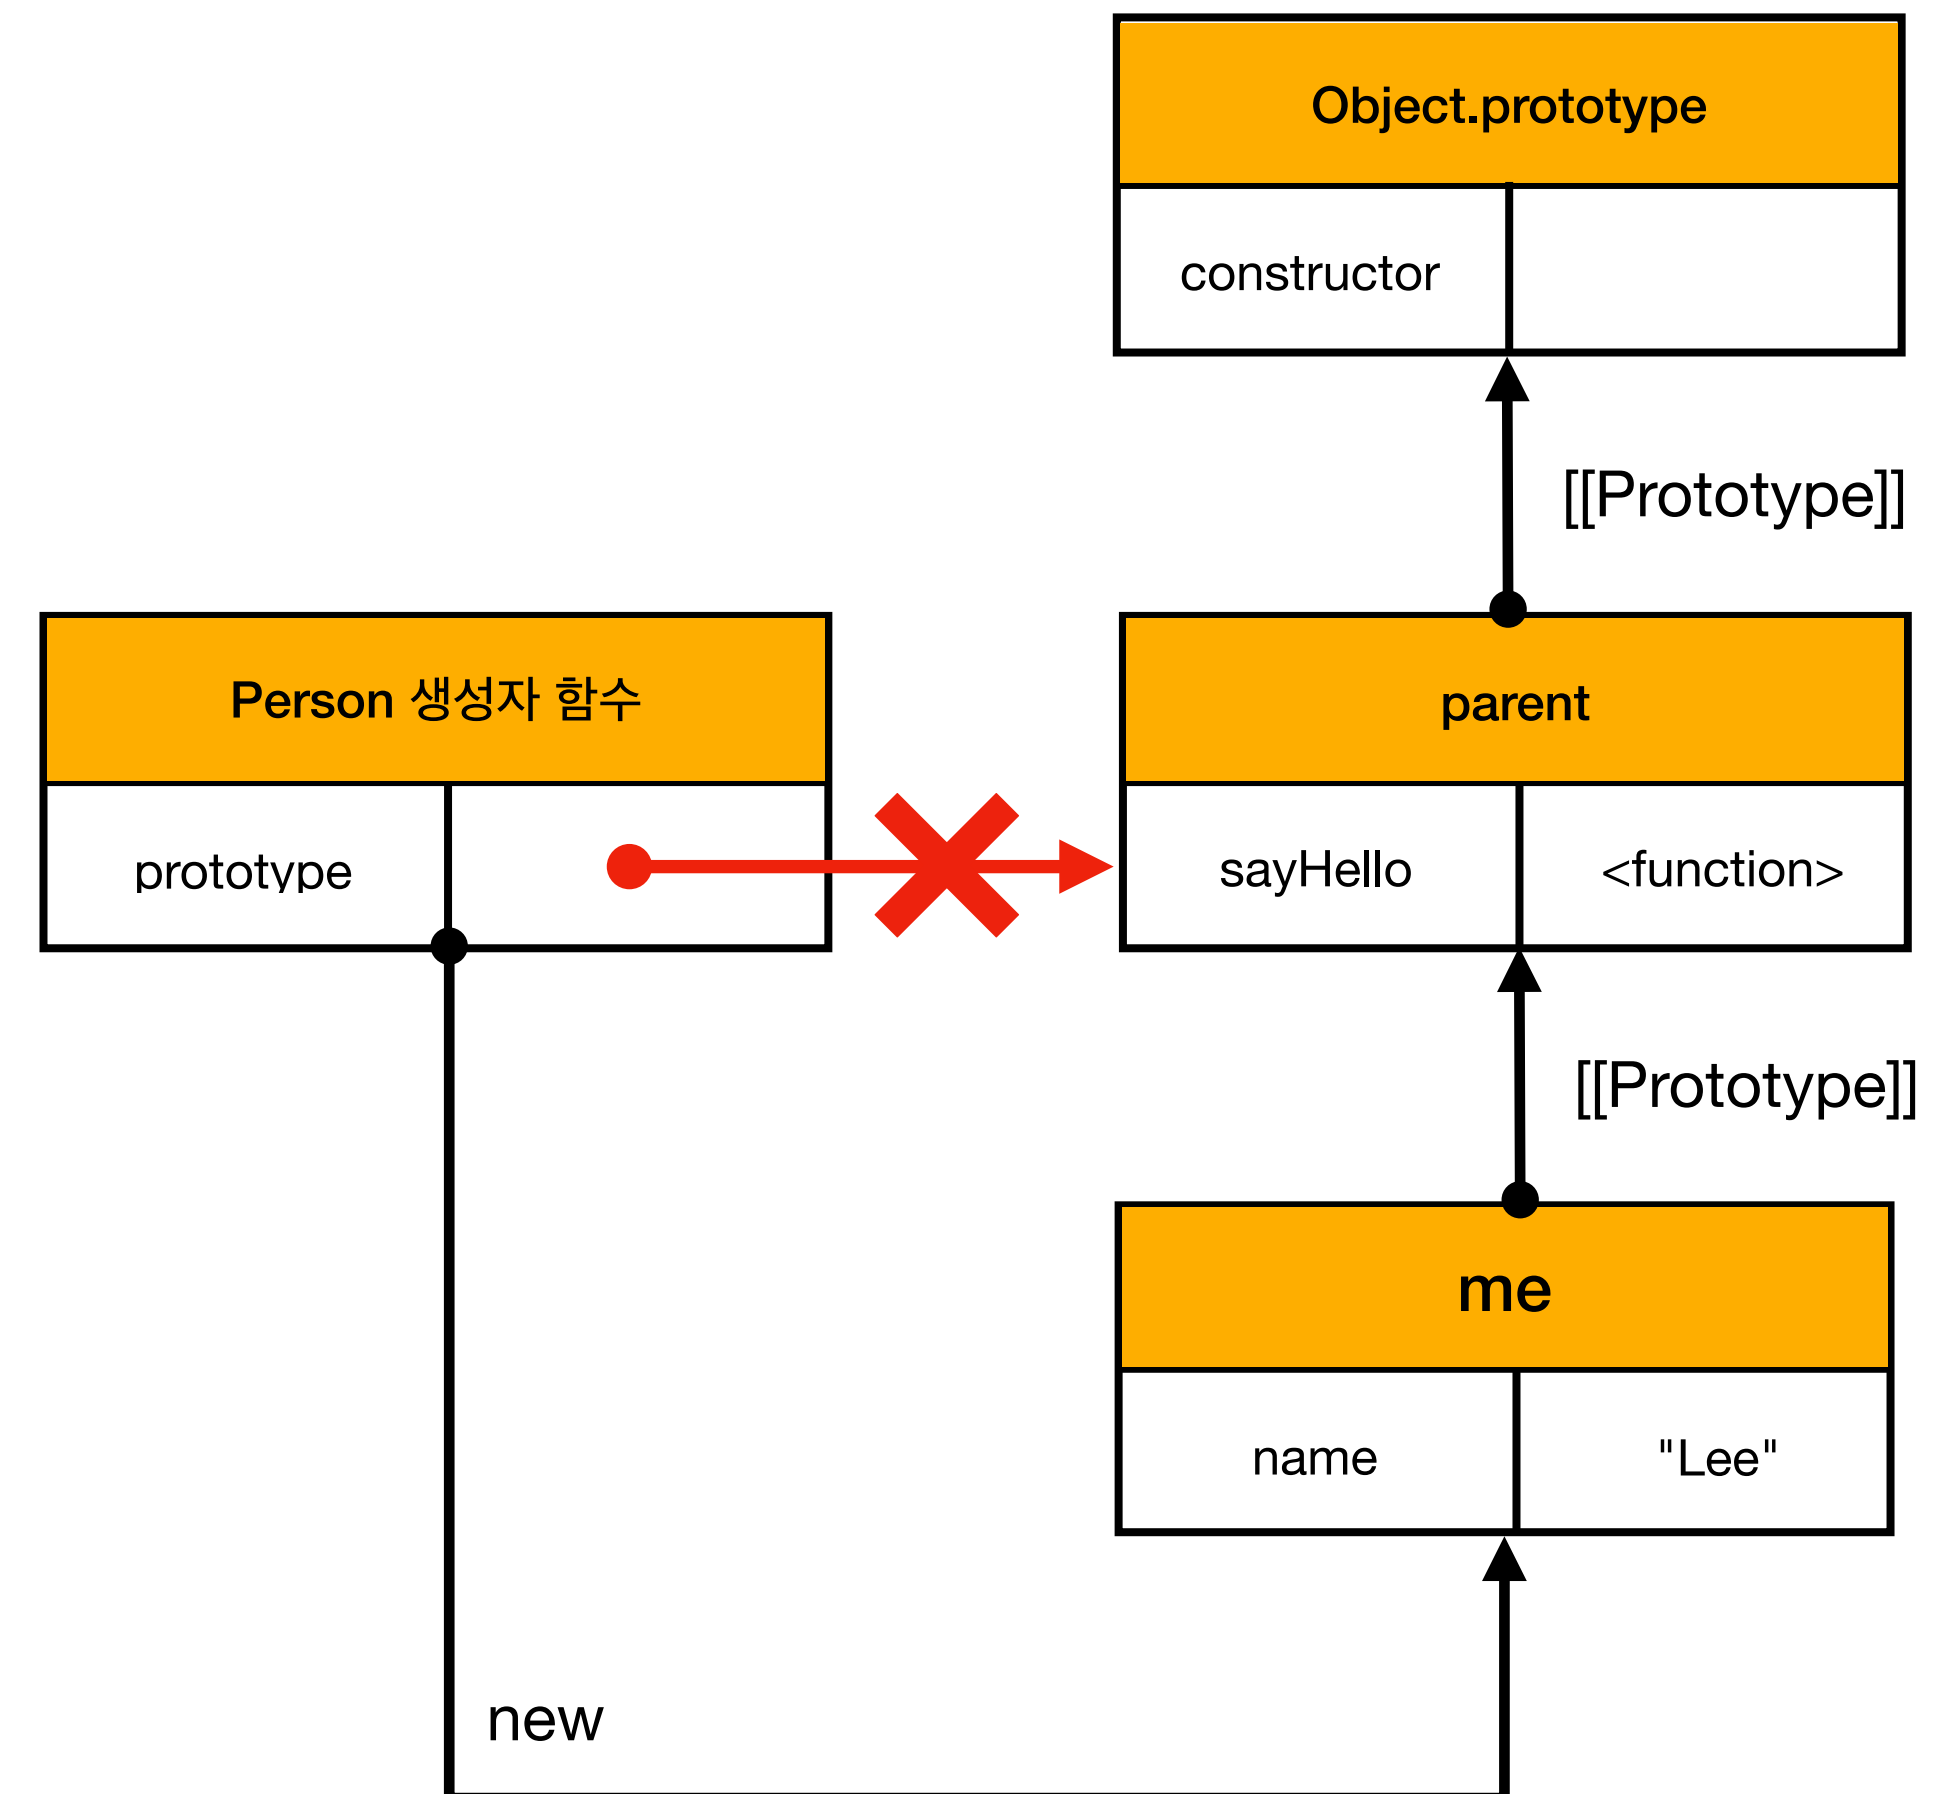 Object.prototype
constructor
[[Prototype]]
Person 생성자 함수
parent
prototype
sayHello
<function>
[[Prototype]]
me
name
"Lee"
new